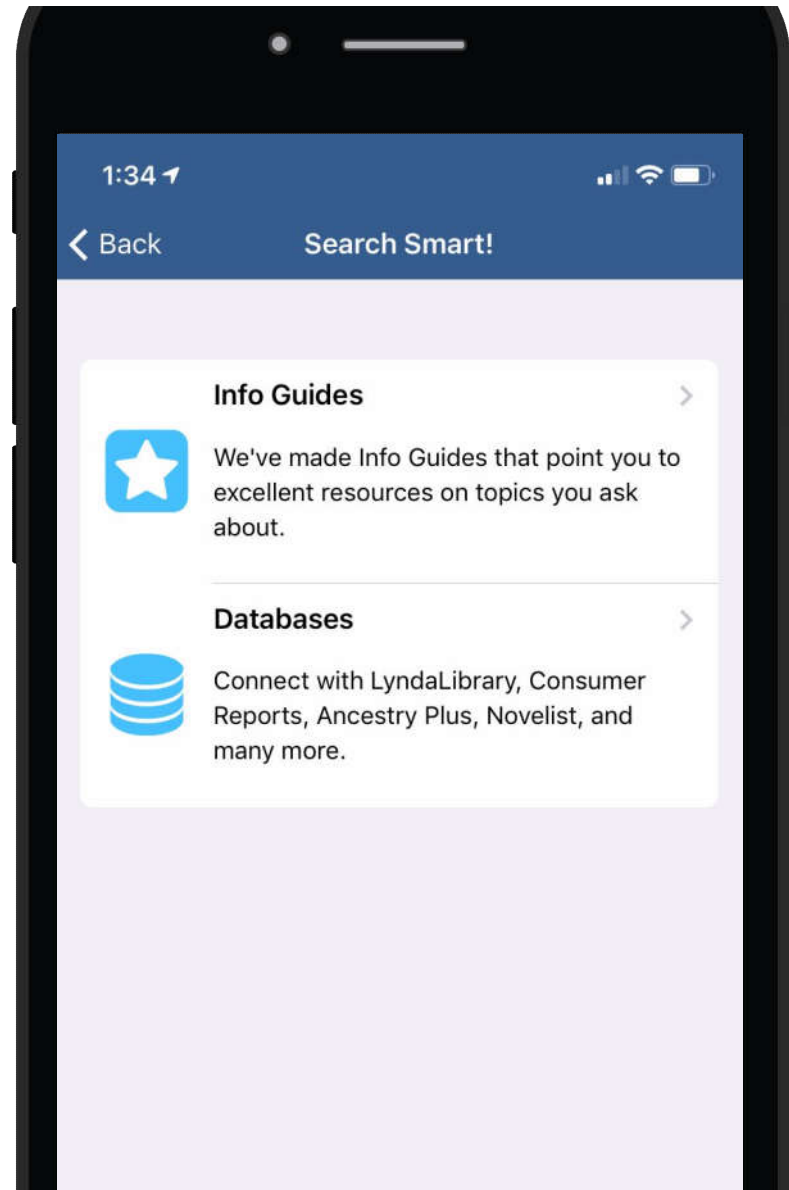 1:34
Back
Search Smart!
Info Guides
We've made Info Guides that point you to
excellent resources on topics you ask
about.
Databases
Connect with LyndaLibrary, Consumer
Reports, Ancestry Plus, Novelist, and
many more.